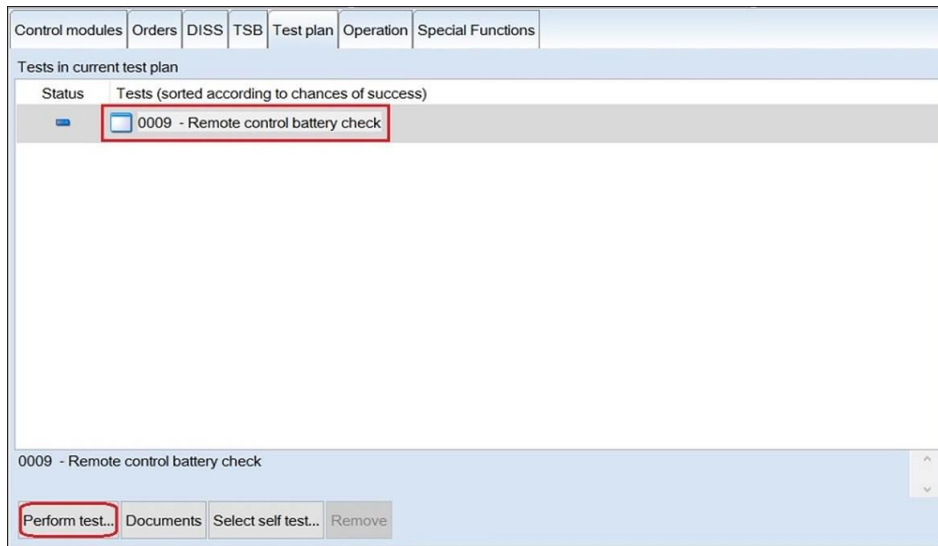 Control modules Orders DISS TSB Test plan Operation Special Functions
Tests in current test plan
Status Tests (sorted according to chances of success)
0009 - Remote control battery check
0009 - Remote control battery check
Perform test... Documents Select self test... Remove